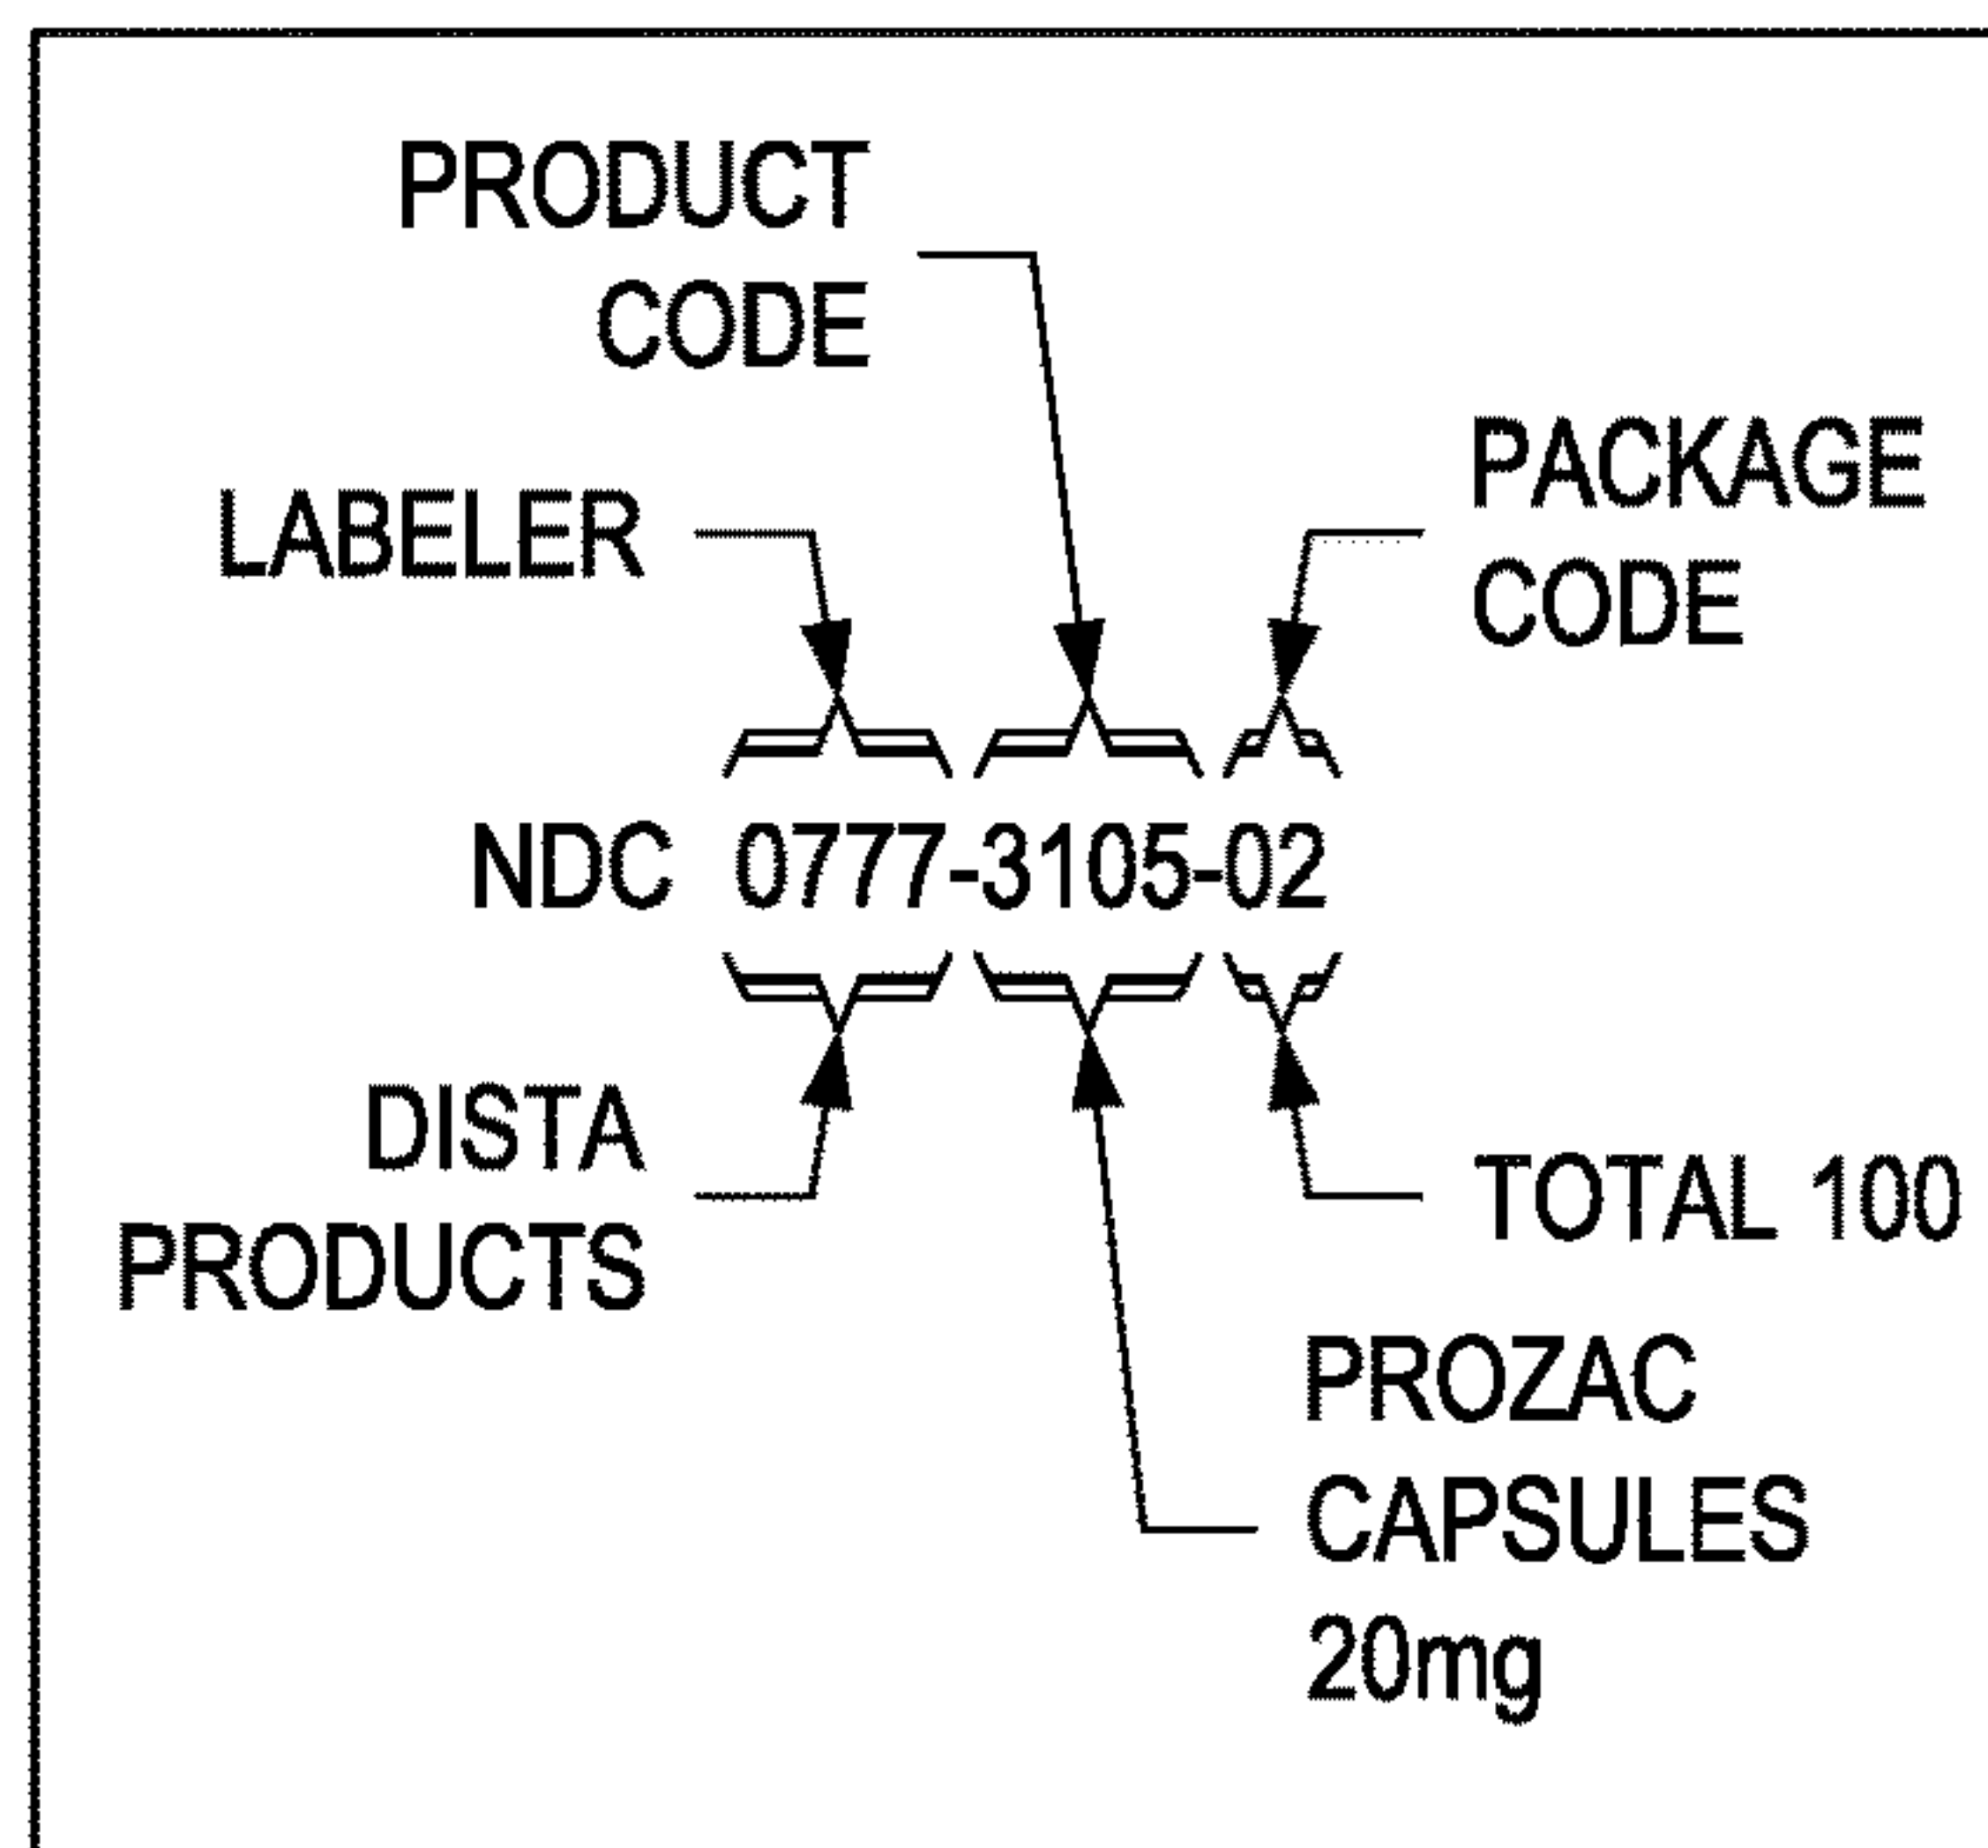 PRODUCT
CODE
LABELER
PACKAGE
CODE
NDC 0777-3105-02
DISTA
PRODUCTS
TOTAL 100
PROZAC
CAPSULES
20mg